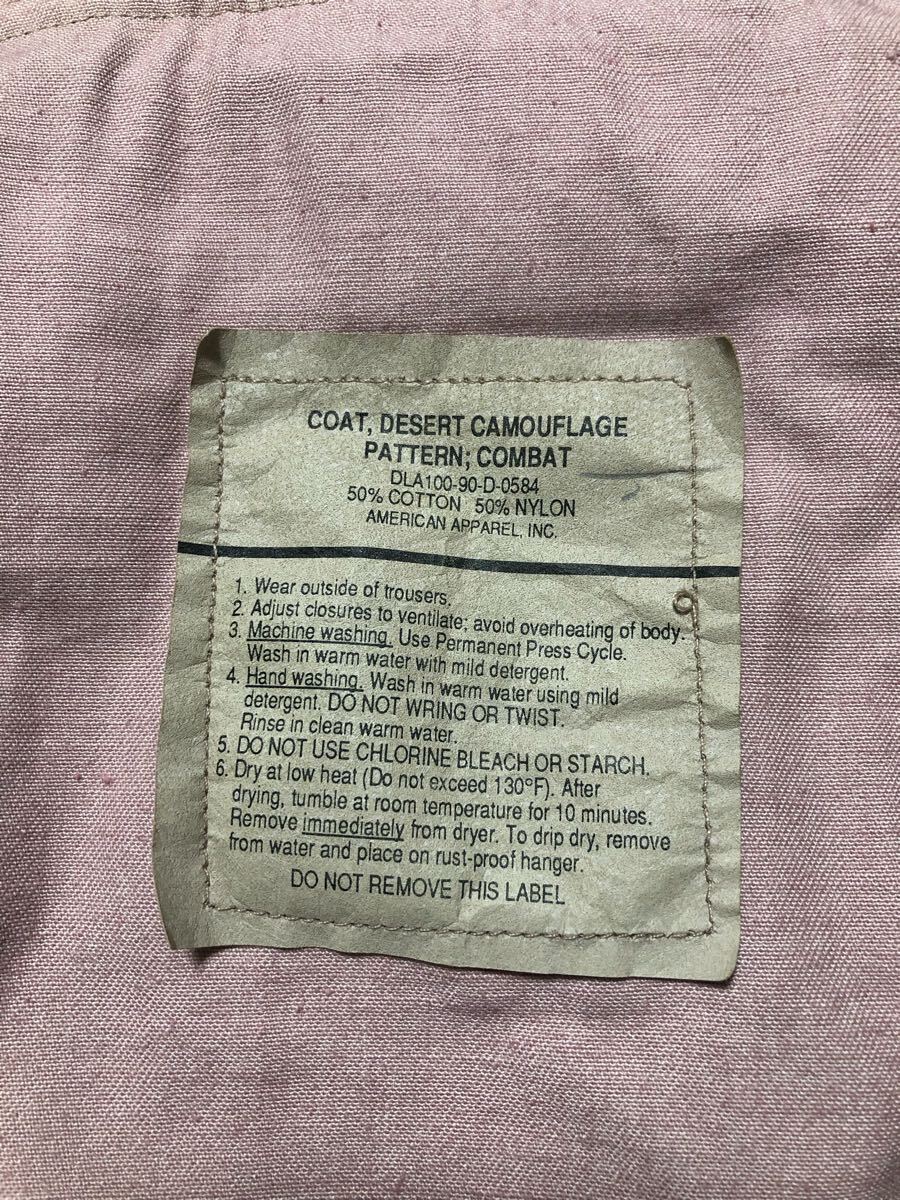 COAT, DESERT CAMOUFLAGE
PATTERN; COMBAT
DLA100-90-D-0584
50% COTTON 50% NYLON
AMERICAN APPAREL, INC.
1. Wear outside of trousers.
2. Adjust closures to ventilate; avoid overheating of body.
3. Machine washing. Use Permanent Press Cycle.
Wash in warm water with mild detergent.
4. Hand washing. Wash in warm water using mild
detergent. DO NOT WRING OR TWIST.
Rinse in clean warm water.
5. DO NOT USE CHLORINE BLEACH OR STARCH.
6. Dry at low heat (Do not exceed 130°F). After
drying, tumble at room temperature for 10 minutes.
Remove immediately from dryer. To drip dry, remove
from water and place on rust-proof hanger.
DO NOT REMOVE THIS LABEL